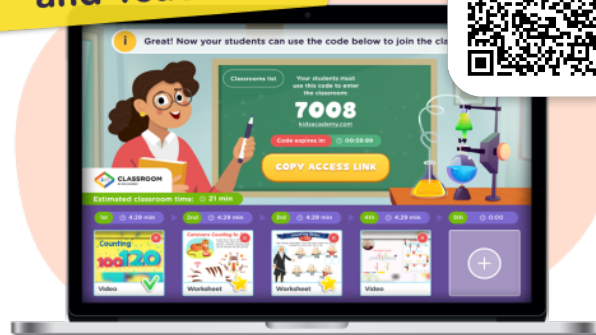 Great! Now your students can use the code below to join the cla
Classrooms list
Your students must
use this code to enter
the classroom:
7008
kidsacademy.com
Code expires in: 00:59:99
COPY ACCESS LINK
CLASSROOM
Estimated classroom time: 21 min
1st 4:29 min
2nd 4:29 min
3rd 4:29 min
4th 4:29 min
5th 0:00
Counting
100 120
Video
Worksheet
Worksheet
Video